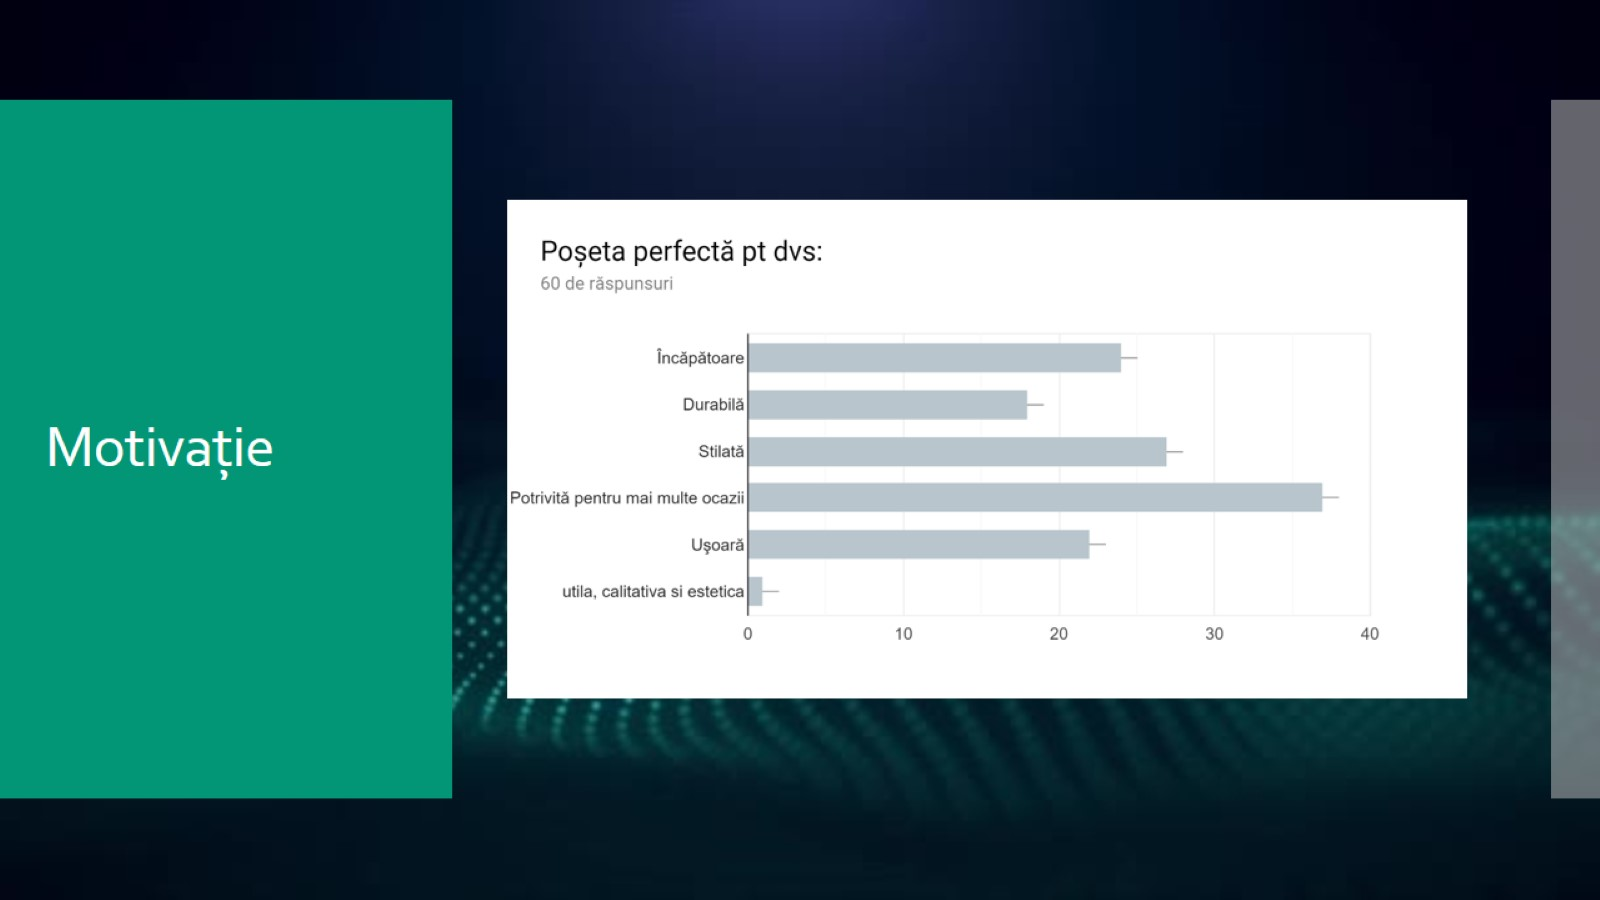 Motivație
Poșeta perfectă pt dvs:
60 de răspunsuri
Încăpătoare
Durabilă
Stilată
Potrivită pentru mai multe ocazii
Ușoară
utila, calitativa si estetica
0 10 20 30 40